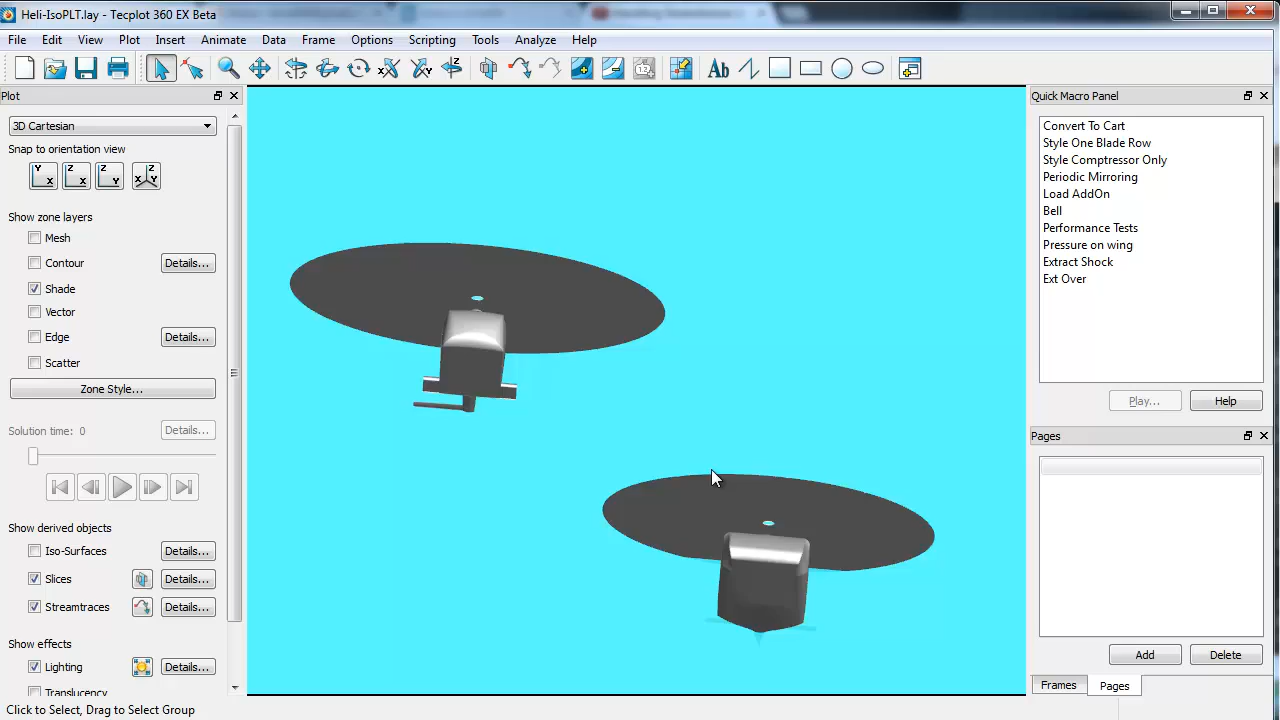 Heli-IsoPLT.lay - Tecplot 360 EX Beta
File Edit View Plot Insert Animate Data Frame Options Scripting Tools Analyze Help
Plot
3D Cartesian
Snap to orientation view
Show zone layers
Mesh
Contour Details...
Shade
Vector
Edge Details...
Scatter
Zone Style...
Solution time: 0 Details...
Show derived objects
Iso-Surfaces Details...
Slices Details...
Streamtraces Details...
Show effects
Lighting Details...
Translucency
Click to Select, Drag to Select Group
Quick Macro Panel
Convert To Cart
Style One Blade Row
Style Comptressor Only
Periodic Mirroring
Load AddOn
Bell
Performance Tests
Pressure on wing
Extract Shock
Ext Over
Play... Help
Pages
Add Delete
Frames Pages